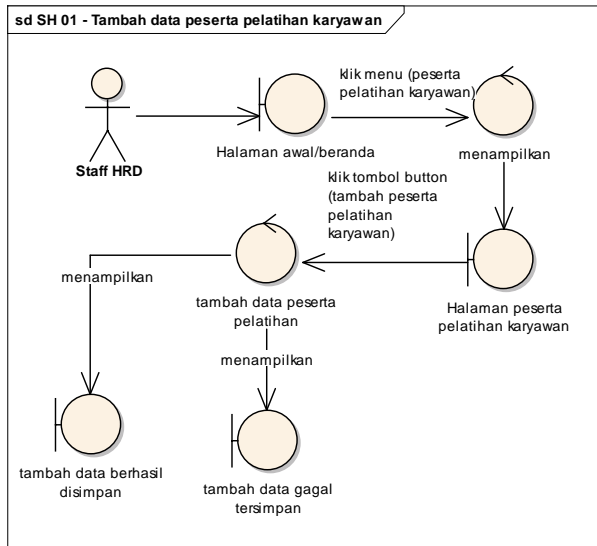 sd SH 01 - Tambah data peserta pelatihan karyawan
klik menu (peserta
pelatihan karyawan)
Staff HRD
Halaman awal/beranda
menampilkan
klik tombol button
(tambah peserta
pelatihan
karyawan)
menampilkan
tambah data peserta
pelatihan
Halaman peserta
pelatihan karyawan
menampilkan
tambah data berhasil
disimpan
tambah data gagal
tersimpan